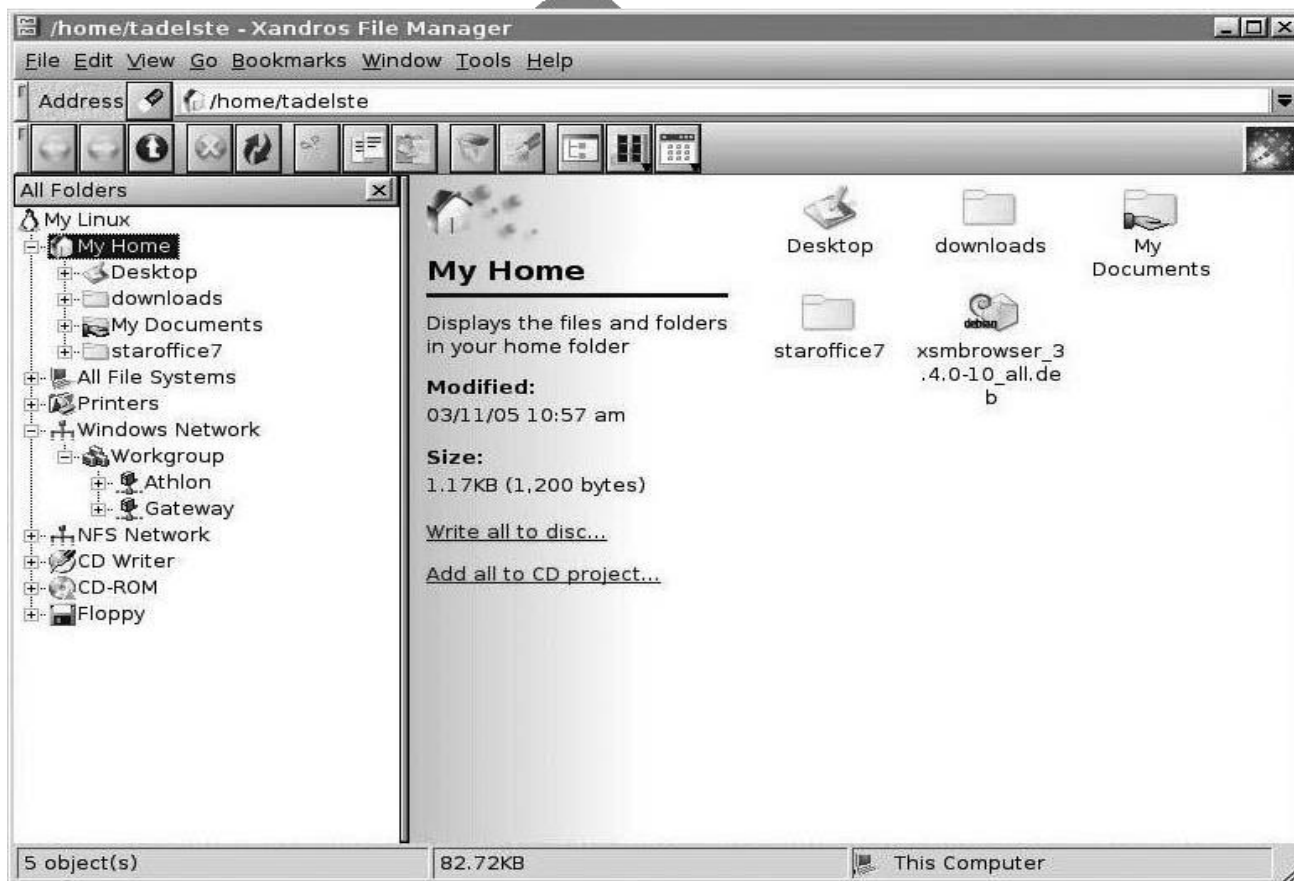 /home/tadelste - Xandros File Manager
File Edit View Go Bookmarks Window Tools Help
Address /home/tadelste
All Folders
My Linux
My Home
Desktop
downloads
My Documents
staroffice7
All File Systems
Printers
Windows Network
Workgroup
Athlon
Gateway
NFS Network
CD Writer
CD-ROM
Floppy
My Home
Displays the files and folders
in your home folder
Modified:
03/11/05 10:57 am
Size:
1.17KB (1,200 bytes)
Write all to disc...
Add all to CD project...
Desktop
downloads
My
Documents
staroffice7
debian
xsmbrowser_3
.4.0-10_all.de
b
5 object(s)
82.72KB
This Computer